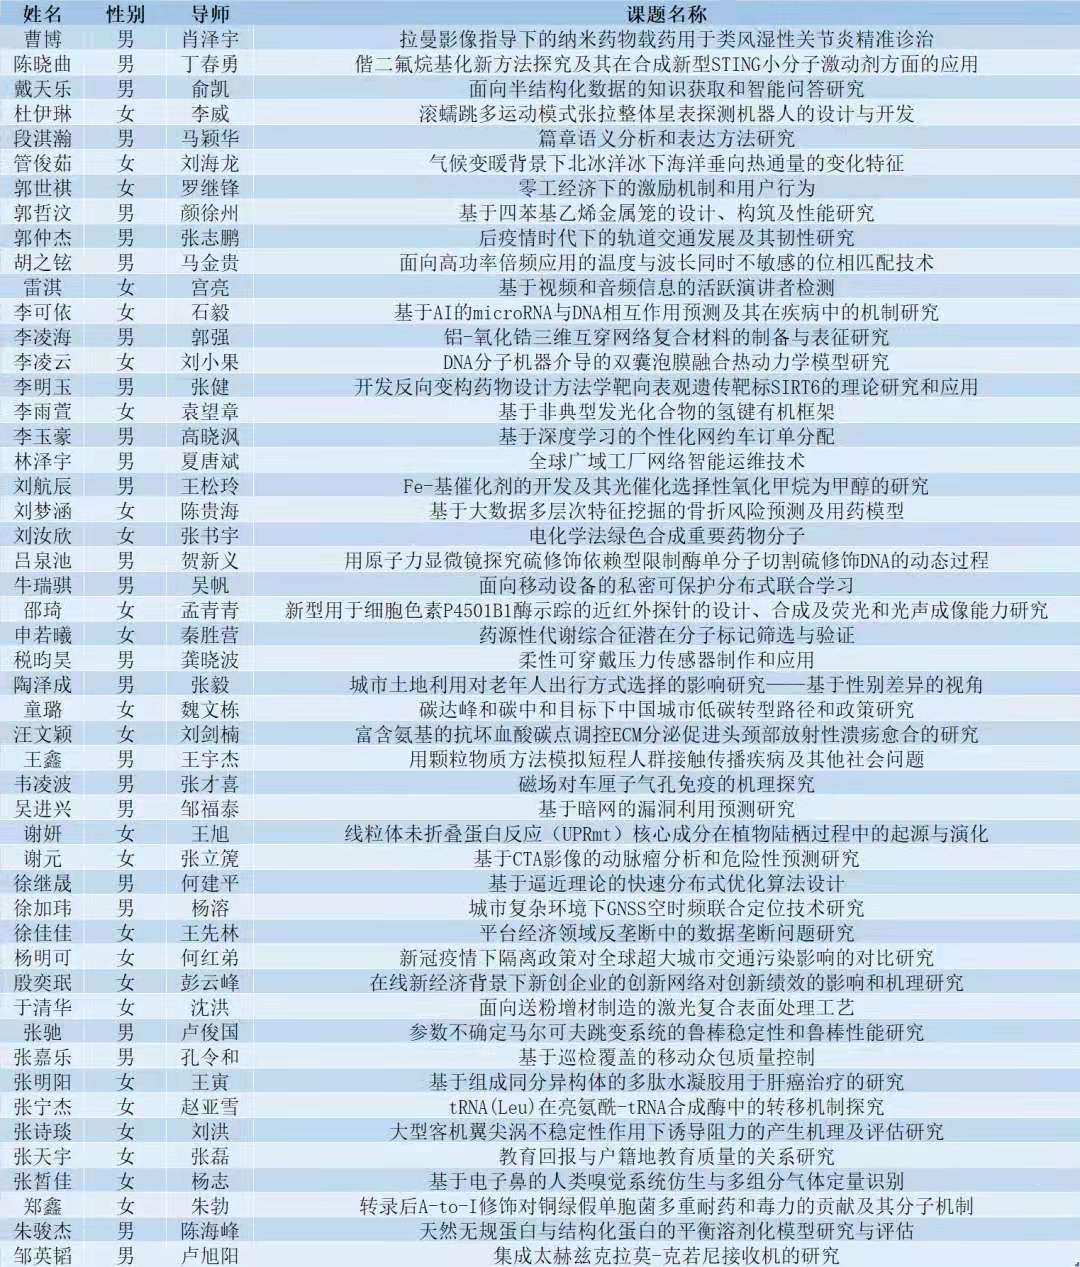 姓名 性别 导师 课题名称
曹博 男 肖泽宇 拉曼影像指导下的纳米药物载药用于类风湿性关节炎精准诊治
陈晓曲 男 丁春勇 偕二氟烷基化新方法探究及其在合成新型STING小分子激动剂方面的应用
戴天乐 男 俞凯 面向半结构化数据的知识获取和智能问答研究
杜伊琳 女 李威 滚蠕跳多运动模式张拉整体星表探测机器人的设计与开发
段淇瀚 男 马颖华 篇章语义分析和表达方法研究
管俊茹 女 刘海龙 气候变暖背景下北冰洋冰下海洋垂向热通量的变化特征
郭世祺 女 罗继锋 零工经济下的激励机制和用户行为
郭哲汶 男 颜徐州 基于四苯基乙烯金属笼的设计、构筑及性能研究
郭仲杰 男 张志鹏 后疫情时代下的轨道交通发展及其韧性研究
胡之铉 男 马金贵 面向高功率倍频应用的温度与波长同时不敏感的位相匹配技术
雷淇 女 宫亮 基于视频和音频信息的活跃演讲者检测
李可依 女 石毅 基于AI的microRNA与DNA相互作用预测及其在疾病中的机制研究
李凌海 男 郭强 铝-氧化锆三维互穿网络复合材料的制备与表征研究
李凌云 女 刘小果 DNA分子机器介导的双囊泡膜融合热动力学模型研究
李明玉 男 张健 开发反向变构药物设计方法学靶向表观遗传靶标SIRT6的理论研究和应用
李雨萱 女 袁望章 基于非典型发光化合物的氢键有机框架
李玉豪 男 高晓沨 基于深度学习的个性化网约车订单分配
林泽宇 男 夏唐斌 全球广域工厂网络智能运维技术
刘航辰 男 王松玲 Fe-基催化剂的开发及其光催化选择性氧化甲烷为甲醇的研究
刘梦涵 女 陈贵海 基于大数据多层次特征挖掘的骨折风险预测及用药模型
刘汝欣 女 张书宇 电化学法绿色合成重要药物分子
吕泉池 男 贺新义 用原子力显微镜探究硫修饰依赖型限制酶单分子切割硫修饰DNA的动态过程
牛瑞骐 男 吴帆 面向移动设备的私密可保护分布式联合学习
邵琦 女 孟青青 新型用于细胞色素P4501B1酶示踪的近红外探针的设计、合成及荧光和光声成像能力研究
申若曦 女 秦胜营 药源性代谢综合征潜在分子标记筛选与验证
税昀昊 男 龚晓波 柔性可穿戴压力传感器制作和应用
陶泽成 男 张毅 城市土地利用对老年人出行方式选择的影响研究——基于性别差异的视角
童璐 女 魏文栋 碳达峰和碳中和目标下中国城市低碳转型路径和政策研究
汪文颖 女 刘剑楠 富含氨基的抗坏血酸碳点调控ECM分泌促进头颈部放射性溃疡愈合的研究
王鑫 男 王宇杰 用颗粒物质方法模拟短程人群接触传播疾病及其他社会问题
韦凌波 男 张才喜 磁场对车厘子气孔免疫的机理探究
吴进兴 男 邹福泰 基于暗网的漏洞利用预测研究
谢妍 女 王旭 线粒体未折叠蛋白反应（UPRmt）核心成分在植物陆栖过程中的起源与演化
谢元 女 张立箎 基于CTA影像的动脉瘤分析和危险性预测研究
徐继晟 男 何建平 基于逼近理论的快速分布式优化算法设计
徐加玮 男 杨溶 城市复杂环境下GNSS空时频联合定位技术研究
徐佳佳 女 王先林 平台经济领域反垄断中的数据垄断问题研究
杨明可 女 何红弟 新冠疫情下隔离政策对全球超大城市交通污染影响的对比研究
殷奕珉 女 彭云峰 在线新经济背景下新创企业的创新网络对创新绩效的影响和机理研究
于清华 女 沈洪 面向送粉增材制造的激光复合表面处理工艺
张驰 男 卢俊国 参数不确定马尔可夫跳变系统的鲁棒稳定性和鲁棒性能研究
张嘉乐 男 孔令和 基于巡检覆盖的移动众包质量控制
张明阳 女 王寅 基于组成同分异构体的多肽水凝胶用于肝癌治疗的研究
张宁杰 女 赵亚雪 tRNA(Leu)在亮氨酰-tRNA合成酶中的转移机制探究
张诗琰 女 刘洪 大型客机翼尖涡不稳定性作用下诱导阻力的产生机理及评估研究
张天宇 女 张磊 教育回报与户籍地教育质量的关系研究
张皙佳 女 杨志 基于电子鼻的人类嗅觉系统仿生与多组分气体定量识别
郑鑫 女 朱勃 转录后A-to-I修饰对铜绿假单胞菌多重耐药和毒力的贡献及其分子机制
朱骏杰 男 陈海峰 天然无规蛋白与结构化蛋白的平衡溶剂化模型研究与评估
邹英韬 男 卢旭阳 集成太赫兹克拉莫-克若尼接收机的研究